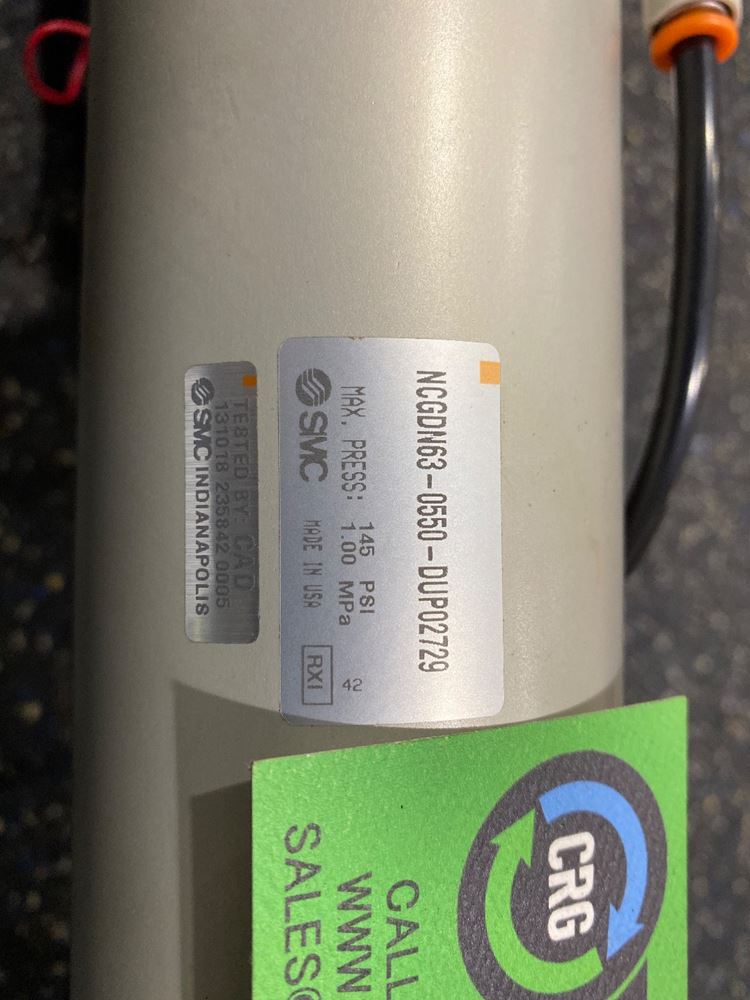 NCGDN63-0550-DUP02729
MAX. PRESS: 145 PSI
1.00 MPa
SMC MADE IN USA
RXI 42
TESTED BY: CAO
131018 235842 0005
SMC INDIANAPOLIS
CRG
CALL
WWW
SALES@